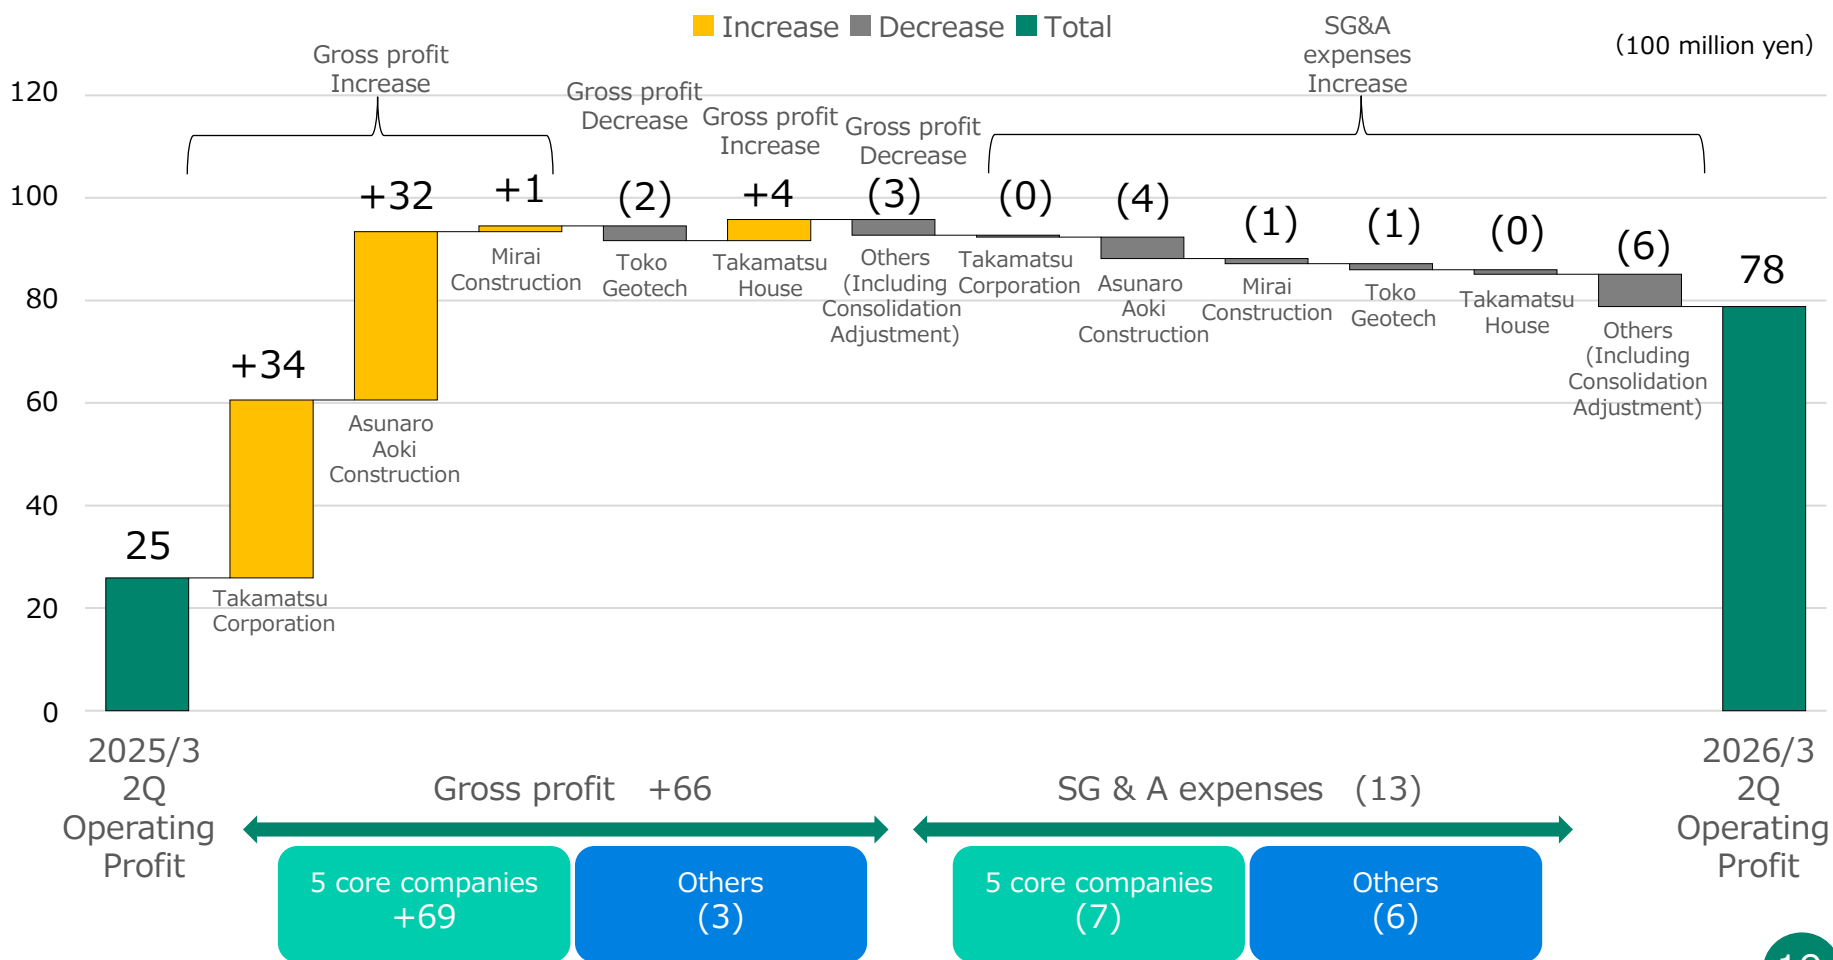 Increase Decrease Total
(100 million yen)
Gross profit
Increase
Gross profit
Decrease
Gross profit
Increase
Gross profit
Decrease
SG&A
expenses
Increase
120
100
80
60
40
20
0
25
+34
+32
+1
(2)
+4
(3)
(0)
(4)
(1)
(1)
(0)
(6)
78
Takamatsu
Corporation
Asunaro
Aoki
Construction
Mirai
Construction
Toko
Geotech
Takamatsu
House
Others
(Including
Consolidation
Adjustment)
Takamatsu
Corporation
Asunaro
Aoki
Construction
Mirai
Construction
Toko
Geotech
Takamatsu
House
Others
(Including
Consolidation
Adjustment)
2025/3
2Q
Operating
Profit
2026/3
2Q
Operating
Profit
Gross profit +66
SG & A expenses (13)
5 core companies
+69
Others
(3)
5 core companies
(7)
Others
(6)